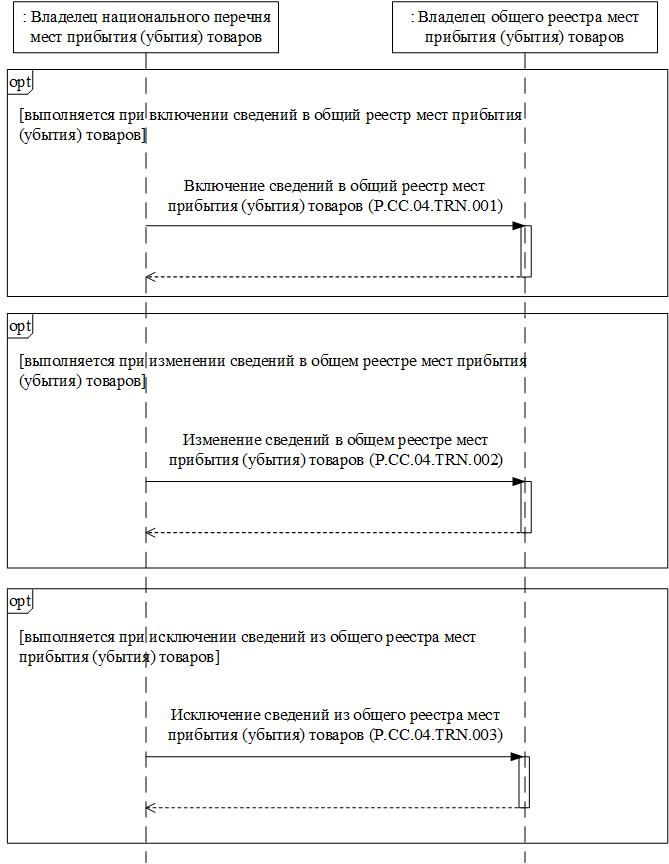 : Владелец национального перечня
мест прибытия (убытия) товаров
: Владелец общего реестра мест
прибытия (убытия) товаров
opt
[выполняется при включении сведений в общий реестр мест прибытия
(убытия) товаров]
Включение сведений в общий реестр мест
прибытия (убытия) товаров (P.CC.04.TRN.001)
opt
[выполняется при изменении сведений в общем реестре мест прибытия
(убытия) товаров]
Изменение сведений в общем реестре мест
прибытия (убытия) товаров (P.CC.04.TRN.002)
opt
[выполняется при исключении сведений из общего реестра мест
прибытия (убытия) товаров]
Исключение сведений из общего реестра мест
прибытия (убытия) товаров (P.CC.04.TRN.003)